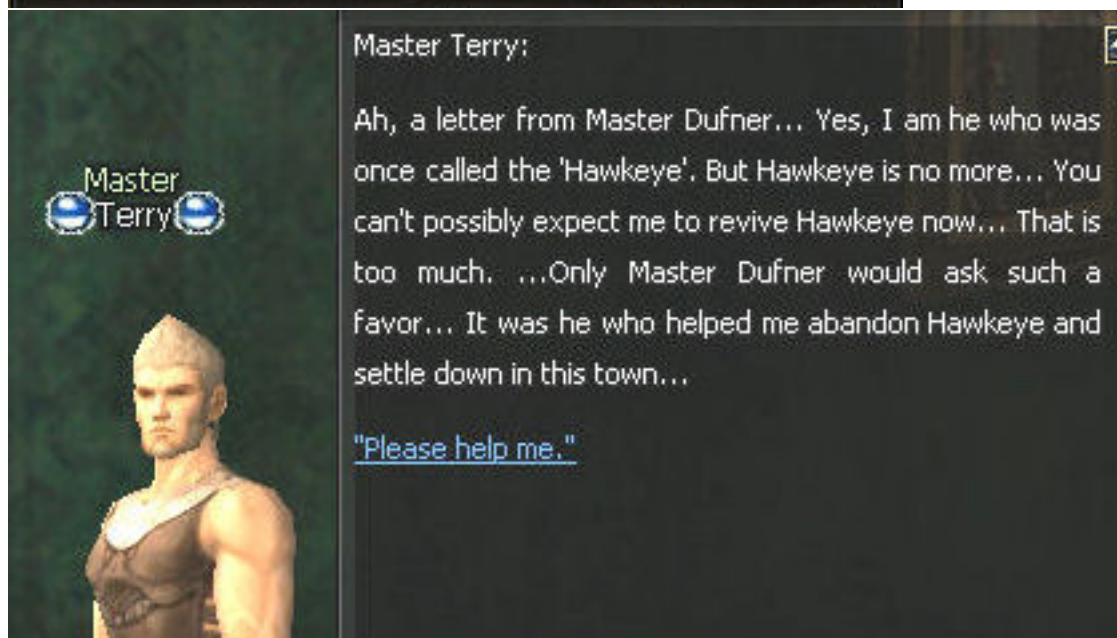 Master
Terry
Master Terry:
Ah, a letter from Master Dufner... Yes, I am he who was
once called the 'Hawkeye'. But Hawkeye is no more... You
can't possibly expect me to revive Hawkeye now... That is
too much. ...Only Master Dufner would ask such a
favor... It was he who helped me abandon Hawkeye and
settle down in this town...
"Please help me."